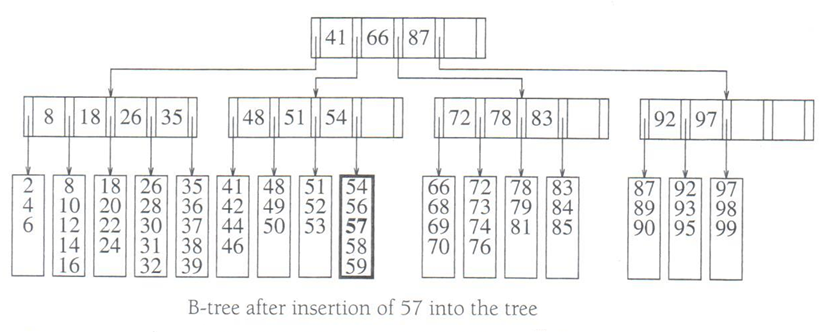 41 66 87
8 18 26 35 48 51 54 72 78 83 92 97
2 8 18 26 35 41 48 51 54 66 72 78 83 87 92 97
4 10 20 28 36 42 49 52 56 68 73 79 84 89 93 98
6 12 22 30 37 44 50 53 57 69 74 81 85 90 95 99
14 24 31 38 46 58 70 76
16 32 39 59
B-tree after insertion of 57 into the tree